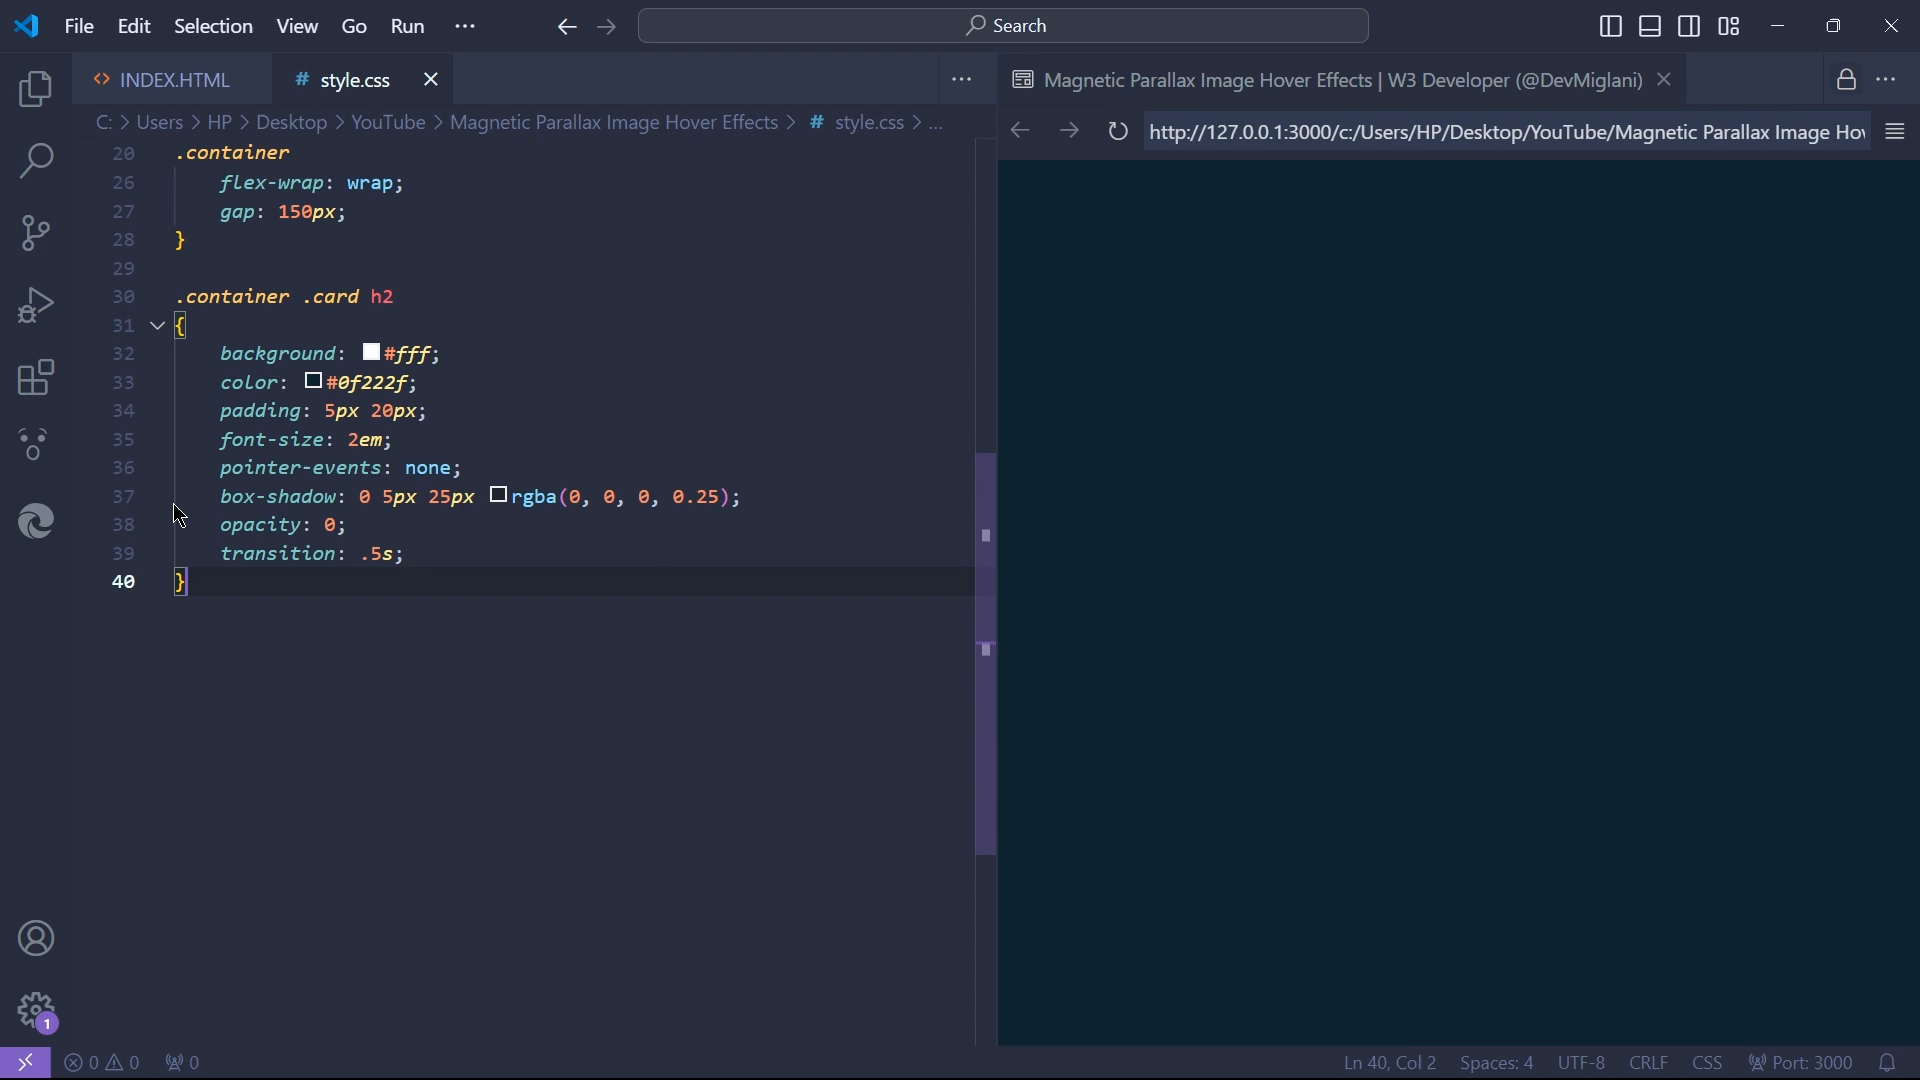 File Edit Selection View Go Run ··· Search
INDEX.HTML # style.css ··· Magnetic Parallax Image Hover Effects | W3 Developer (@DevMiglani) ···
C: > Users > HP > Desktop > YouTube > Magnetic Parallax Image Hover Effects > # style.css > ...
http://127.0.0.1:3000/c:/Users/HP/Desktop/YouTube/Magnetic Parallax Image Hov
20 .container
26 flex-wrap: wrap;
27 gap: 150px;
28 }
29
30 .container .card h2
31 {
32 background: #fff;
33 color: #0f222f;
34 padding: 5px 20px;
35 font-size: 2em;
36 pointer-events: none;
37 box-shadow: 0 5px 25px rgba(0, 0, 0, 0.25);
38 opacity: 0;
39 transition: .5s;
40 }
1
0 0 0 Ln 40, Col 2 Spaces: 4 UTF-8 CRLF CSS Port: 3000